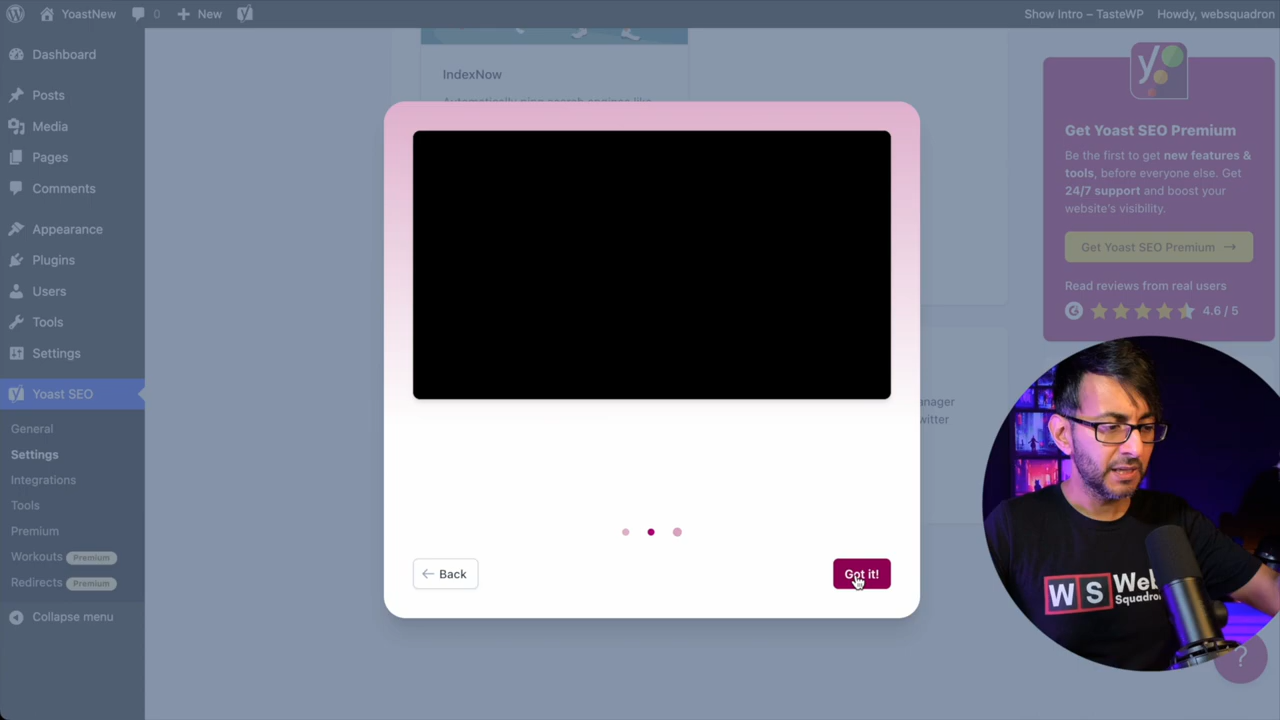 YoastNew
0
New
Show Intro – TasteWP
Howdy, websquadron
Dashboard
Posts
Media
Pages
Comments
Appearance
Plugins
Users
Tools
Settings
Yoast SEO
General
Settings
Integrations
Tools
Premium
Workouts Premium
Redirects Premium
Collapse menu
IndexNow
Back
Got it!
anager
witter
y
Get Yoast SEO Premium
Be the first to get new features &
tools, before everyone else. Get
24/7 support and boost your
website's visibility.
Get Yoast SEO Premium →
Read reviews from real users
4.6 / 5
WS Web
Squadron
?